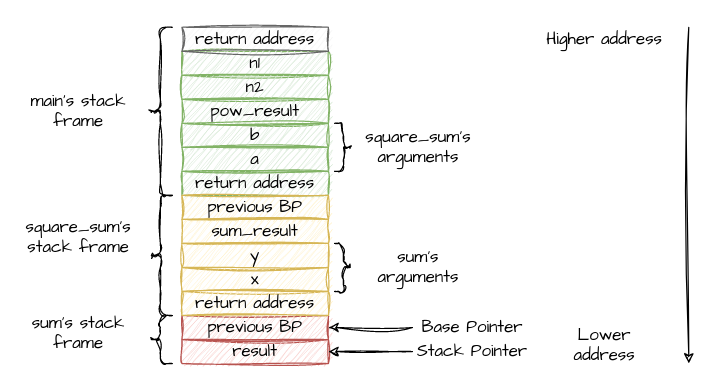 return address
Higher address
n1
n2
main's stack
frame
pow_result
b
square_sum's
arguments
a
return address
previous BP
square_sum's
stack frame
sum_result
y
sum's
arguments
x
return address
sum's stack
frame
previous BP
Base Pointer
result
Stack Pointer
Lower
address